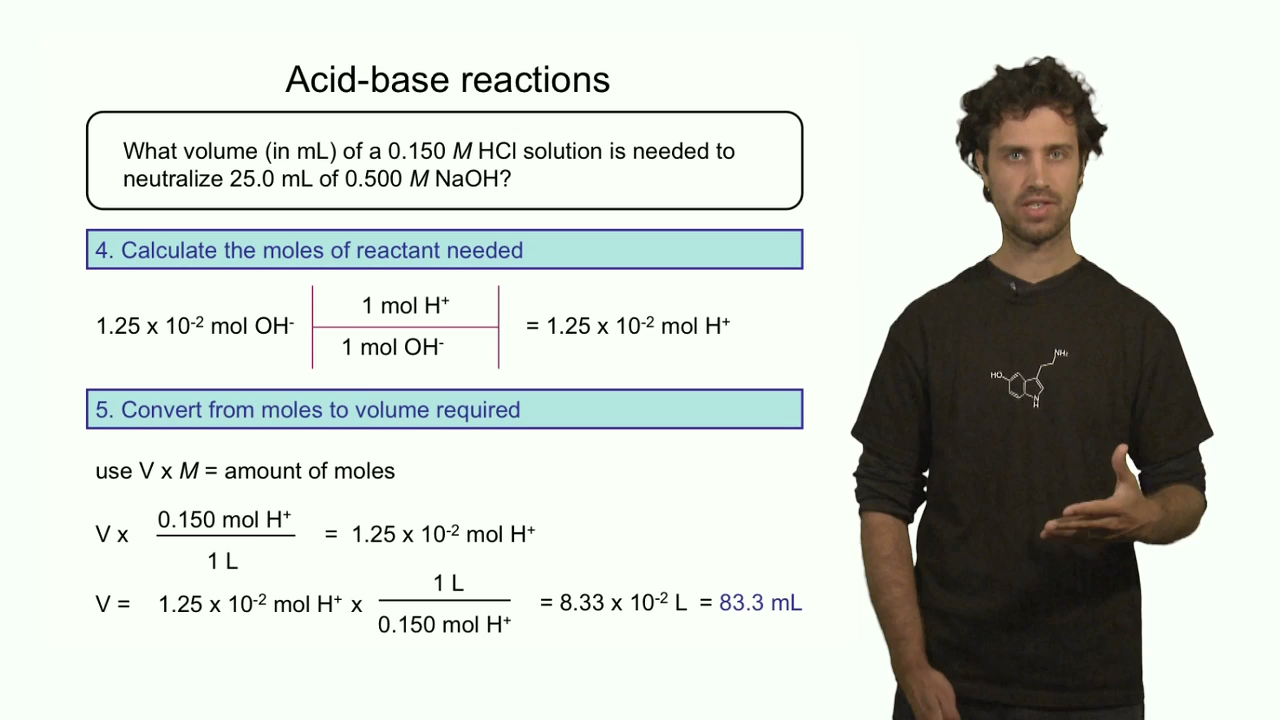 Acid-base reactions
What volume (in mL) of a 0.150 M HCl solution is needed to
neutralize 25.0 mL of 0.500 M NaOH?
4. Calculate the moles of reactant needed
1 mol H⁺
1.25 x 10⁻² mol OH⁻ = 1.25 x 10⁻² mol H⁺
1 mol OH⁻
5. Convert from moles to volume required
use V x M = amount of moles
0.150 mol H⁺
V x = 1.25 x 10⁻² mol H⁺
1 L
1 L
V = 1.25 x 10⁻² mol H⁺ x = 8.33 x 10⁻² L = 83.3 mL
0.150 mol H⁺
NH₂
HO
N
H